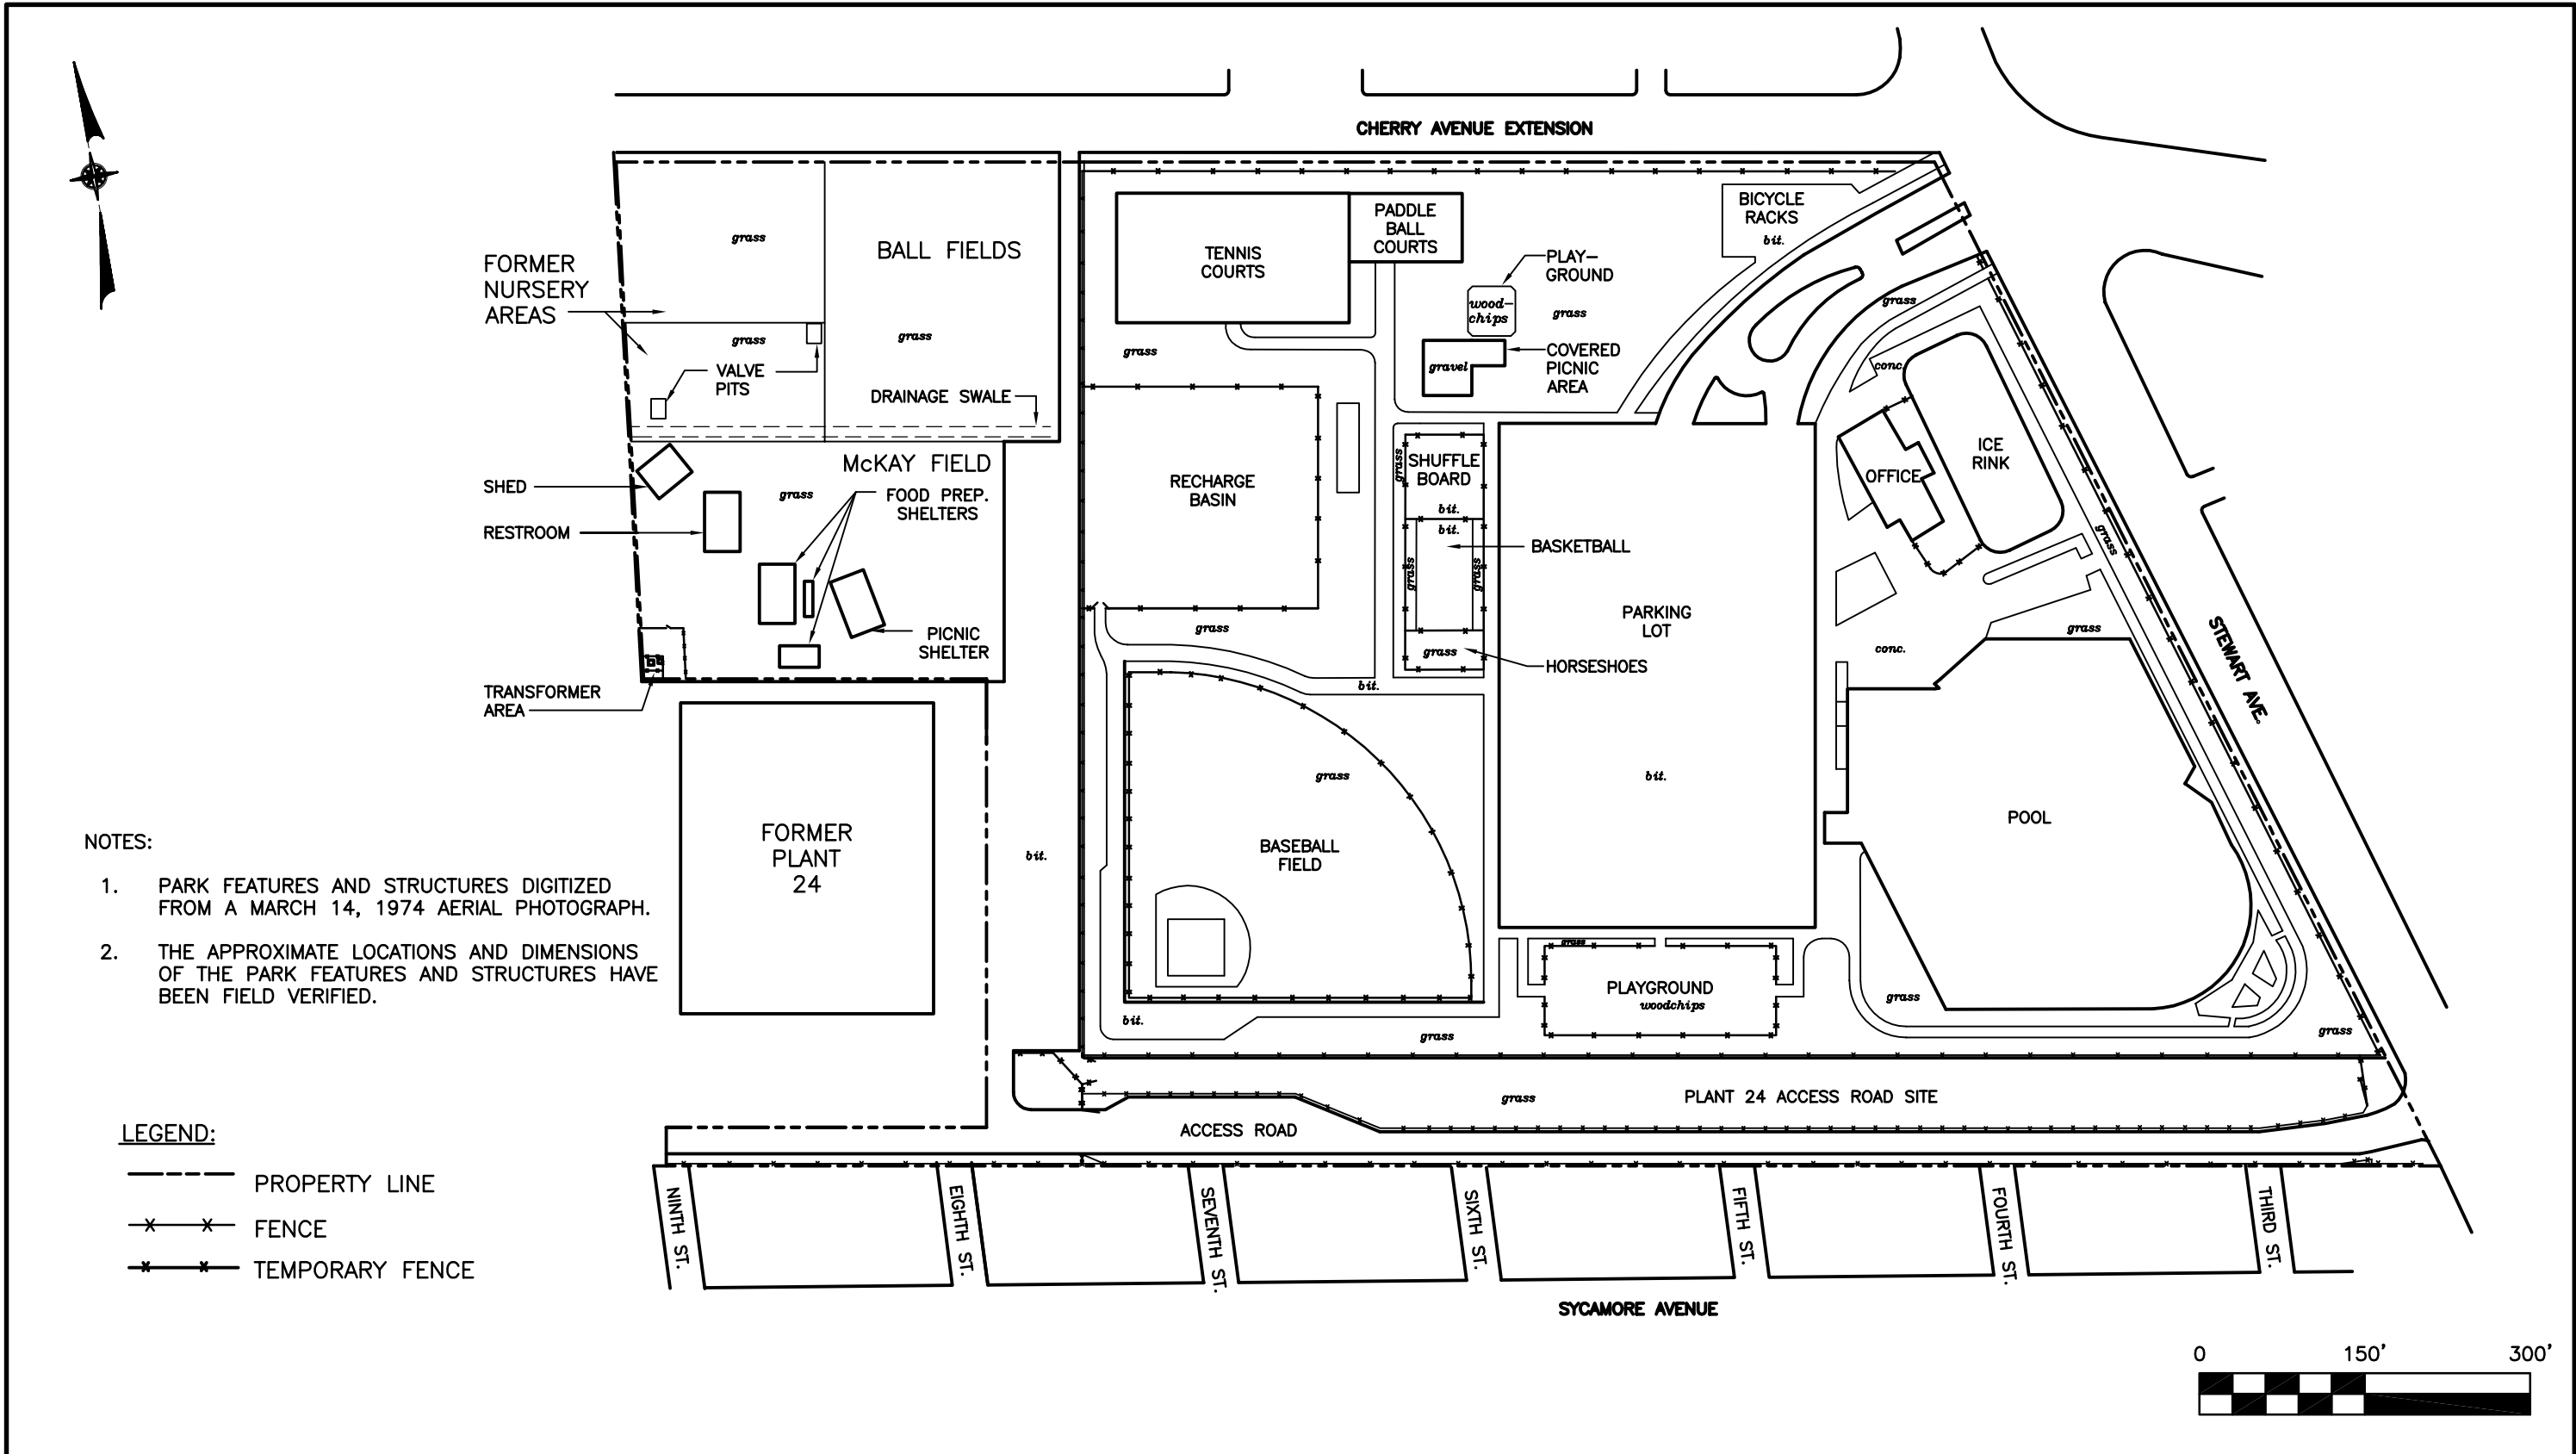 CHERRY AVENUE EXTENSION
BICYCLE
RACKS
bit.
PADDLE
BALL
COURTS
TENNIS
COURTS
PLAY-
GROUND
wood-
chips
grass
COVERED
PICNIC
AREA
gravel
grass
grass
BALL FIELDS
grass
FORMER
NURSERY
AREAS
grass
grass
VALVE
PITS
DRAINAGE SWALE
conc.
ICE
RINK
OFFICE
grass
McKAY FIELD
grass
SHED
RESTROOM
FOOD PREP.
SHELTERS
PICNIC
SHELTER
TRANSFORMER
AREA
RECHARGE
BASIN
grass
SHUFFLE
BOARD
grass
bit.
bit.
BASKETBALL
grass
grass
grass
HORSESHOES
bit.
PARKING
LOT
bit.
conc.
grass
STEWART AVE.
POOL
FORMER
PLANT
24
bit.
grass
BASEBALL
FIELD
NOTES:
1. PARK FEATURES AND STRUCTURES DIGITIZED
FROM A MARCH 14, 1974 AERIAL PHOTOGRAPH.
2. THE APPROXIMATE LOCATIONS AND DIMENSIONS
OF THE PARK FEATURES AND STRUCTURES HAVE
BEEN FIELD VERIFIED.
grass
PLAYGROUND
woodchips
grass
bit.
grass
grass
grass
PLANT 24 ACCESS ROAD SITE
ACCESS ROAD
LEGEND:
PROPERTY LINE
FENCE
TEMPORARY FENCE
NINTH ST.
EIGHTH ST.
SEVENTH ST.
SIXTH ST.
FIFTH ST.
FOURTH ST.
THIRD ST.
SYCAMORE AVENUE
0 150' 300'